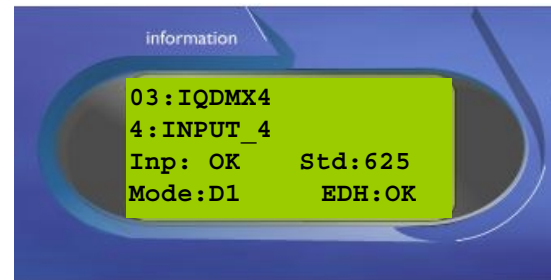 information
03:IQDMX4
4:INPUT_4
Inp: OK Std:625
Mode:D1 EDH:OK